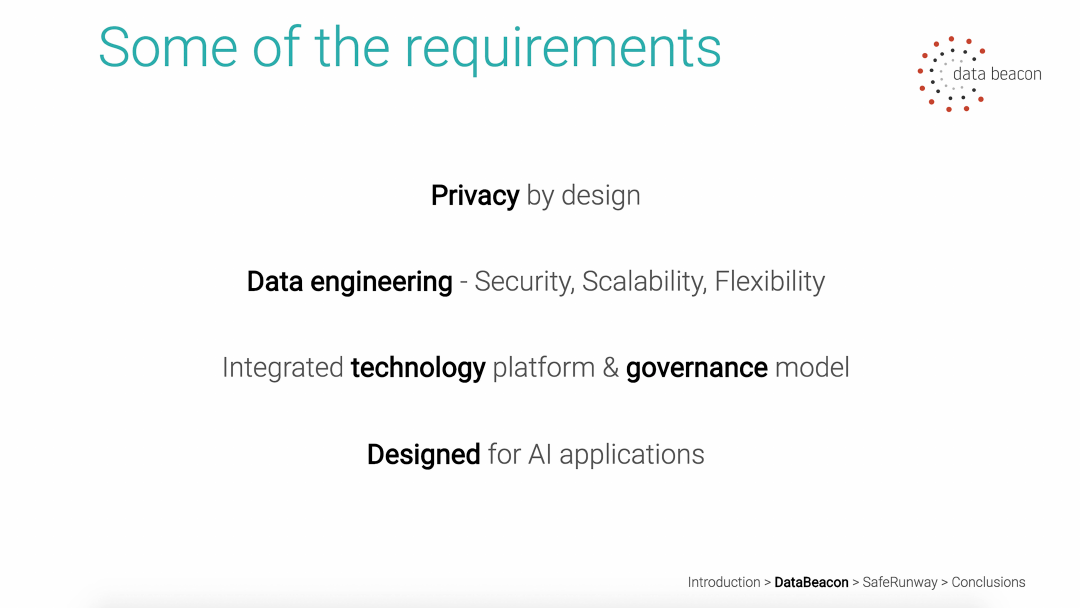 Some of the requirements
data beacon
Privacy by design
Data engineering - Security, Scalability, Flexibility
Integrated technology platform & governance model
Designed for AI applications
Introduction > DataBeacon > SafeRunway > Conclusions